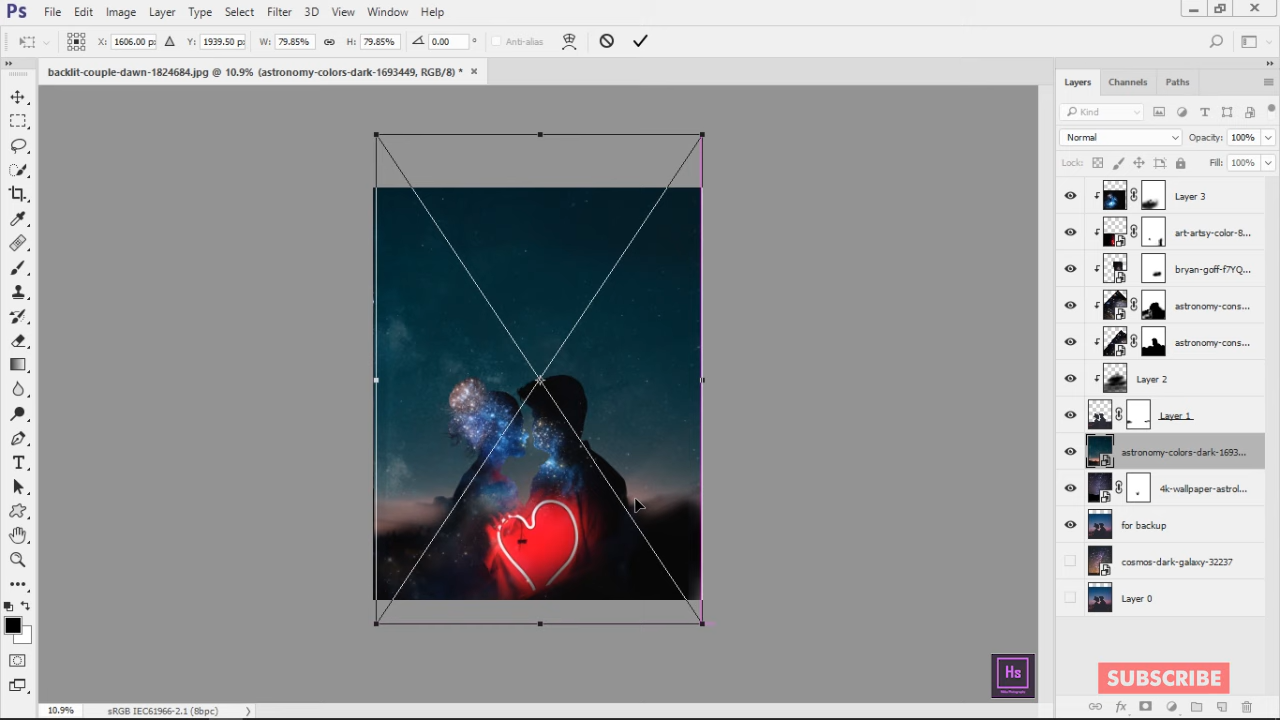 Ps File Edit Image Layer Type Select Filter 3D View Window Help
X: 1606.00 px Y: 1939.50 px W: 79.85% H: 79.85% 0.00 Anti-alias
backlit-couple-dawn-1824684.jpg @ 10.9% (astronomy-colors-dark-1693449, RGB/8) *
Layers Channels Paths
Kind
Normal Opacity: 100%
Lock: Fill: 100%
Layer 3
art-artsy-color-8...
bryan-goff-f7YQ...
astronomy-cons...
astronomy-cons...
Layer 2
Layer 1
astronomy-colors-dark-1693...
4k-wallpaper-astrol...
for backup
cosmos-dark-galaxy-32237
Layer 0
Hs
SUBSCRIBE
10.9% sRGB IEC61966-2.1 (8bpc)